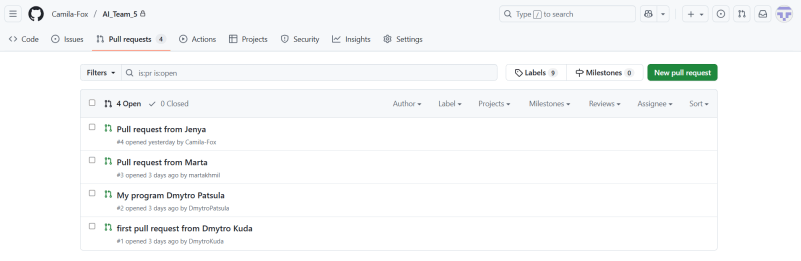 Camila-Fox / AI_Team_5
Type / to search
Code Issues Pull requests 4 Actions Projects Security Insights Settings
Filters is:pr is:open Labels 9 Milestones 0 New pull request
4 Open 0 Closed Author Label Projects Milestones Reviews Assignee Sort
Pull request from Jenya
#4 opened yesterday by Camila-Fox
Pull request from Marta
#3 opened 3 days ago by martakhmil
My program Dmytro Patsula
#2 opened 3 days ago by DmytroPatsula
first pull request from Dmytro Kuda
#1 opened 3 days ago by DmytroKuda